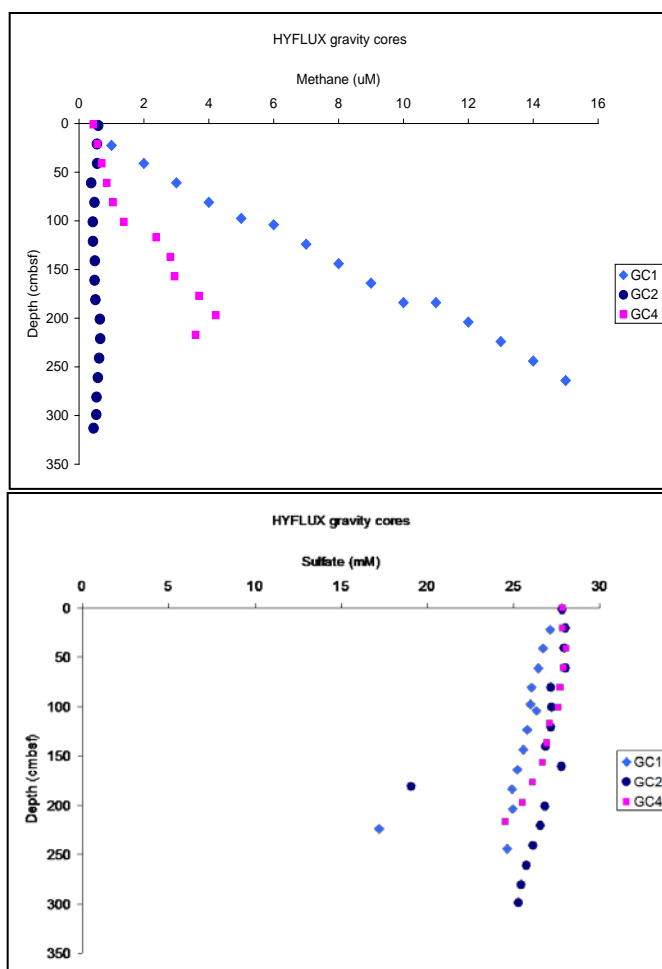 HYFLUX gravity cores
Methane (uM)
0 2 4 6 8 10 12 14 16
0
50
100
150
200
250
300
350
Depth (cmbsf)
GC1
GC2
GC4
HYFLUX gravity cores
Sulfate (mM)
0 5 10 15 20 25 30
0
50
100
150
200
250
300
350
Depth (cmbsf)
GC1
GC2
GC4